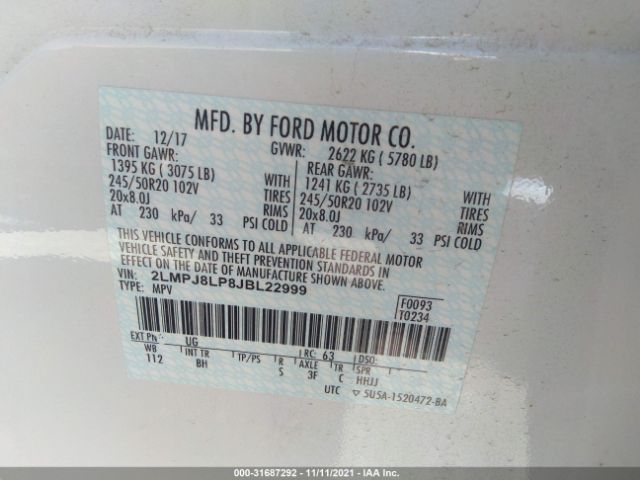 MFD. BY FORD MOTOR CO.
DATE: 12/17 GVWR: 2622 KG ( 5780 LB)
FRONT GAWR: REAR GAWR:
1395 KG ( 3075 LB) WITH 1241 KG ( 2735 LB) WITH
245/50R20 102V TIRES 245/50R20 102V TIRES
20x8.0J RIMS 20x8.0J RIMS
AT 230 kPa/ 33 PSI COLD AT 230 kPa/ 33 PSI COLD
THIS VEHICLE CONFORMS TO ALL APPLICABLE FEDERAL MOTOR
VEHICLE SAFETY AND THEFT PREVENTION STANDARDS IN
EFFECT ON THE DATE OF MANUFACTURE SHOWN ABOVE.
VIN: 2LMPJ8LP8JBL22999
TYPE: MPV
F0093
T0234
EXT PNT: UG RC: 63 DSO:
WB INT TR TP/PS R AXLE TR SPR
112 BH S 3F C HHJJ
UTC ▽ 5U5A-1520472-BA
000-31687292 - 11/11/2021 - IAA Inc.